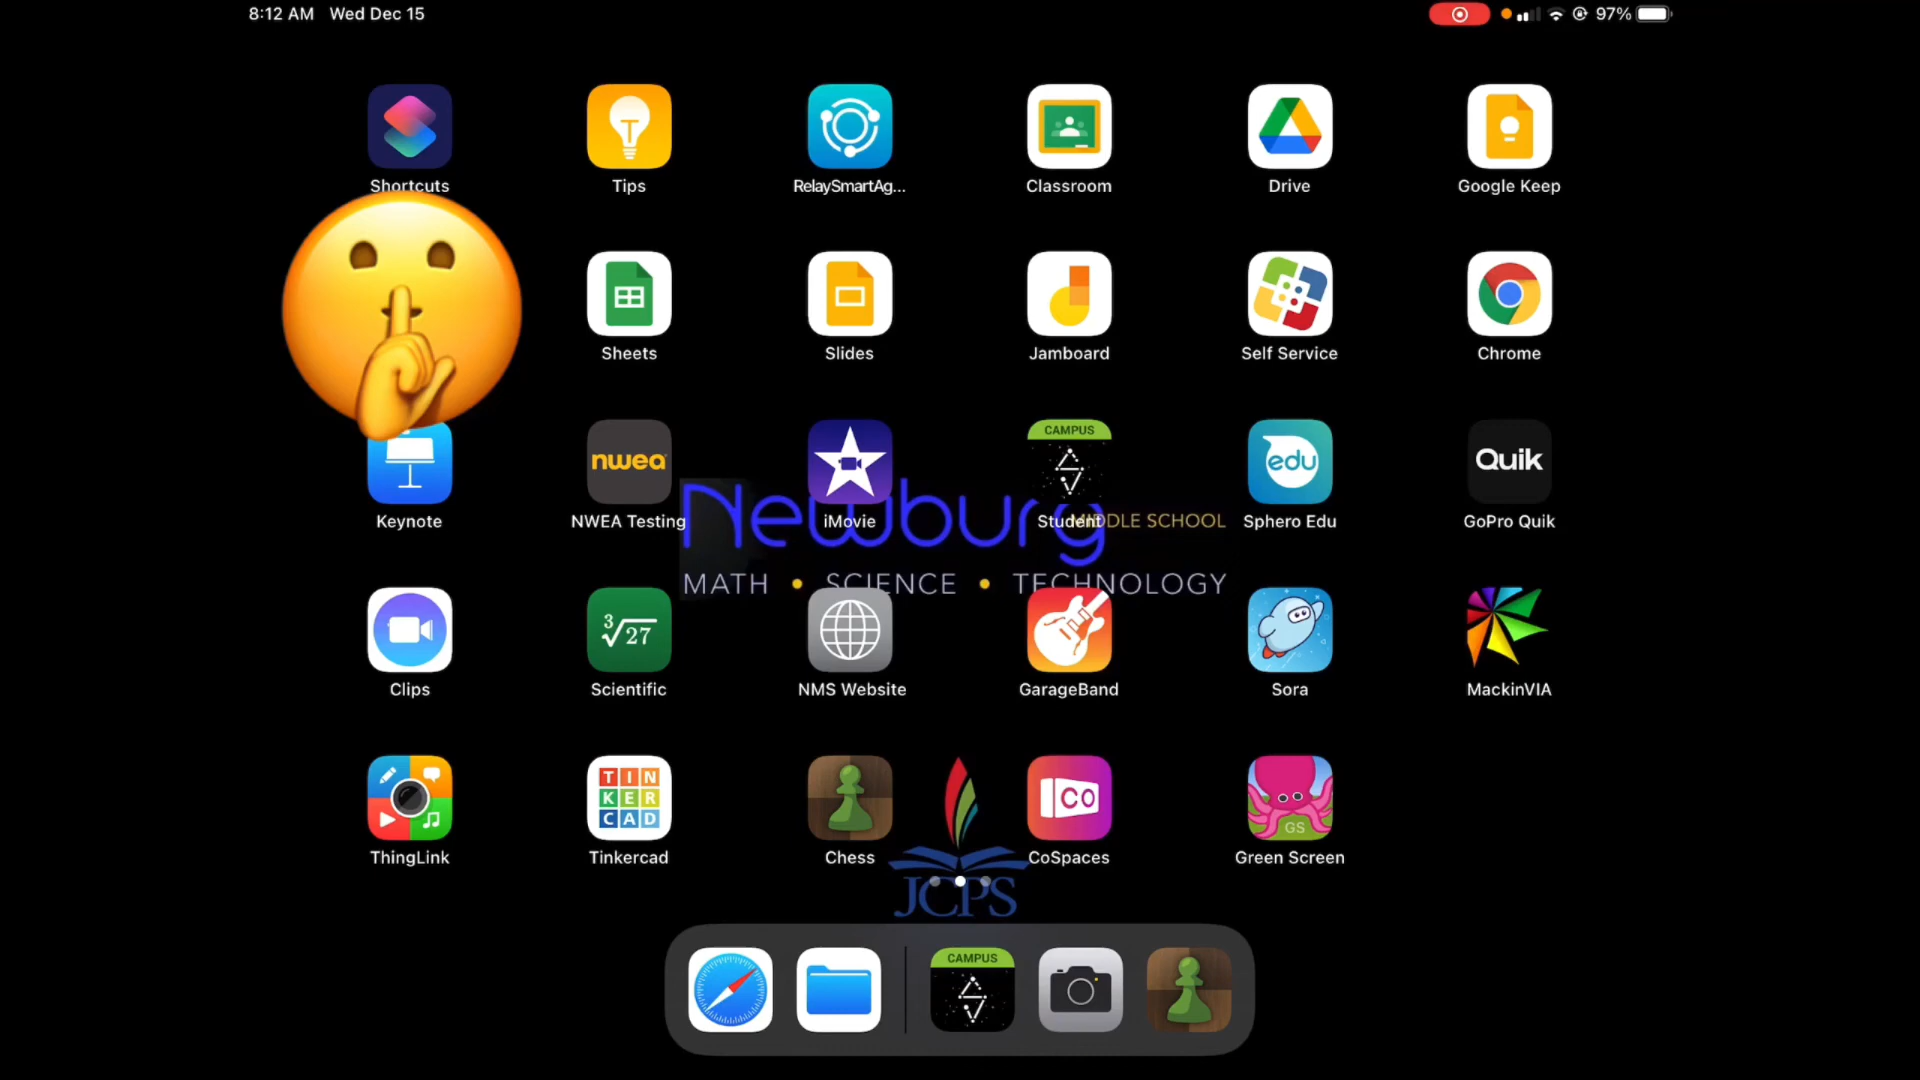 8:12 AM Wed Dec 15
97%
Shortcuts Tips RelaySmartAg... Classroom Drive Google Keep
Sheets Slides Jamboard Self Service Chrome
CAMPUS
nwea edu Quik
Keynote NWEA Testing iMovie Student Sphero Edu GoPro Quik
Newburg MIDDLE SCHOOL
MATH • SCIENCE • TECHNOLOGY
3√27
Clips Scientific NMS Website GarageBand Sora MackinVIA
TIN
KER
CAD
CO
GS
ThingLink Tinkercad Chess CoSpaces Green Screen
JCPS
CAMPUS